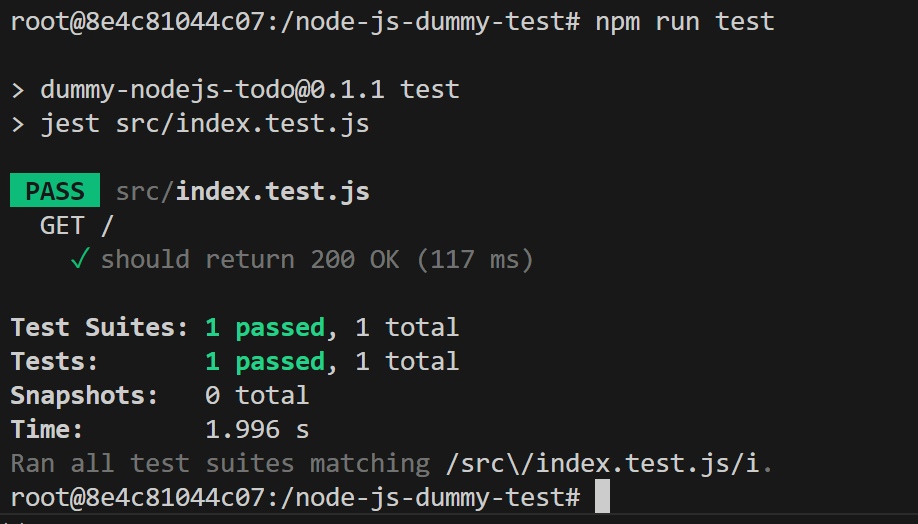 root@8e4c81044c07:/node-js-dummy-test# npm run test
> dummy-nodejs-todo@0.1.1 test
> jest src/index.test.js
PASS src/index.test.js
GET /
✓ should return 200 OK (117 ms)
Test Suites: 1 passed, 1 total
Tests: 1 passed, 1 total
Snapshots: 0 total
Time: 1.996 s
Ran all test suites matching /src\/index.test.js/i.
root@8e4c81044c07:/node-js-dummy-test#